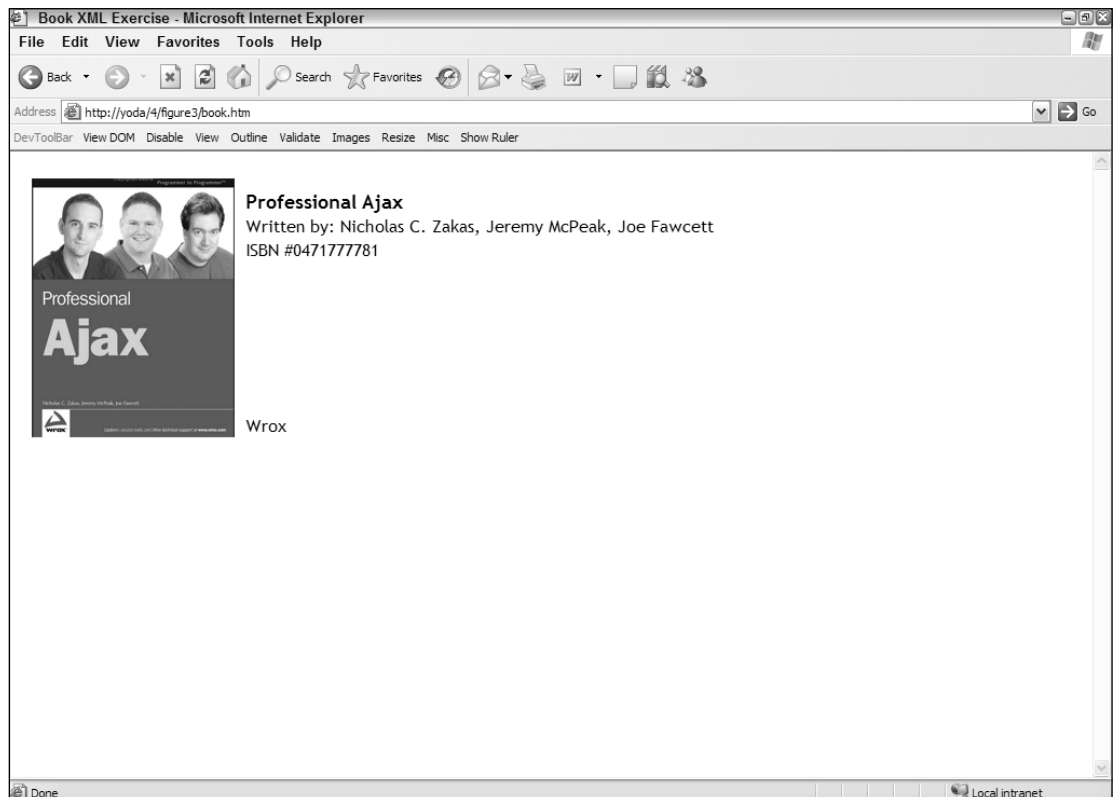 Book XML Exercise - Microsoft Internet Explorer
File Edit View Favorites Tools Help
Back Search Favorites
Address http://yoda/4/figure3/book.htm Go
DevToolBar View DOM Disable View Outline Validate Images Resize Misc Show Ruler
Programmer to Programmer™
Professional Ajax
Written by: Nicholas C. Zakas, Jeremy McPeak, Joe Fawcett
ISBN #0471777781
Professional
Ajax
Nicholas C. Zakas, Jeremy McPeak, Joe Fawcett
wrox
Wrox
Done Local intranet